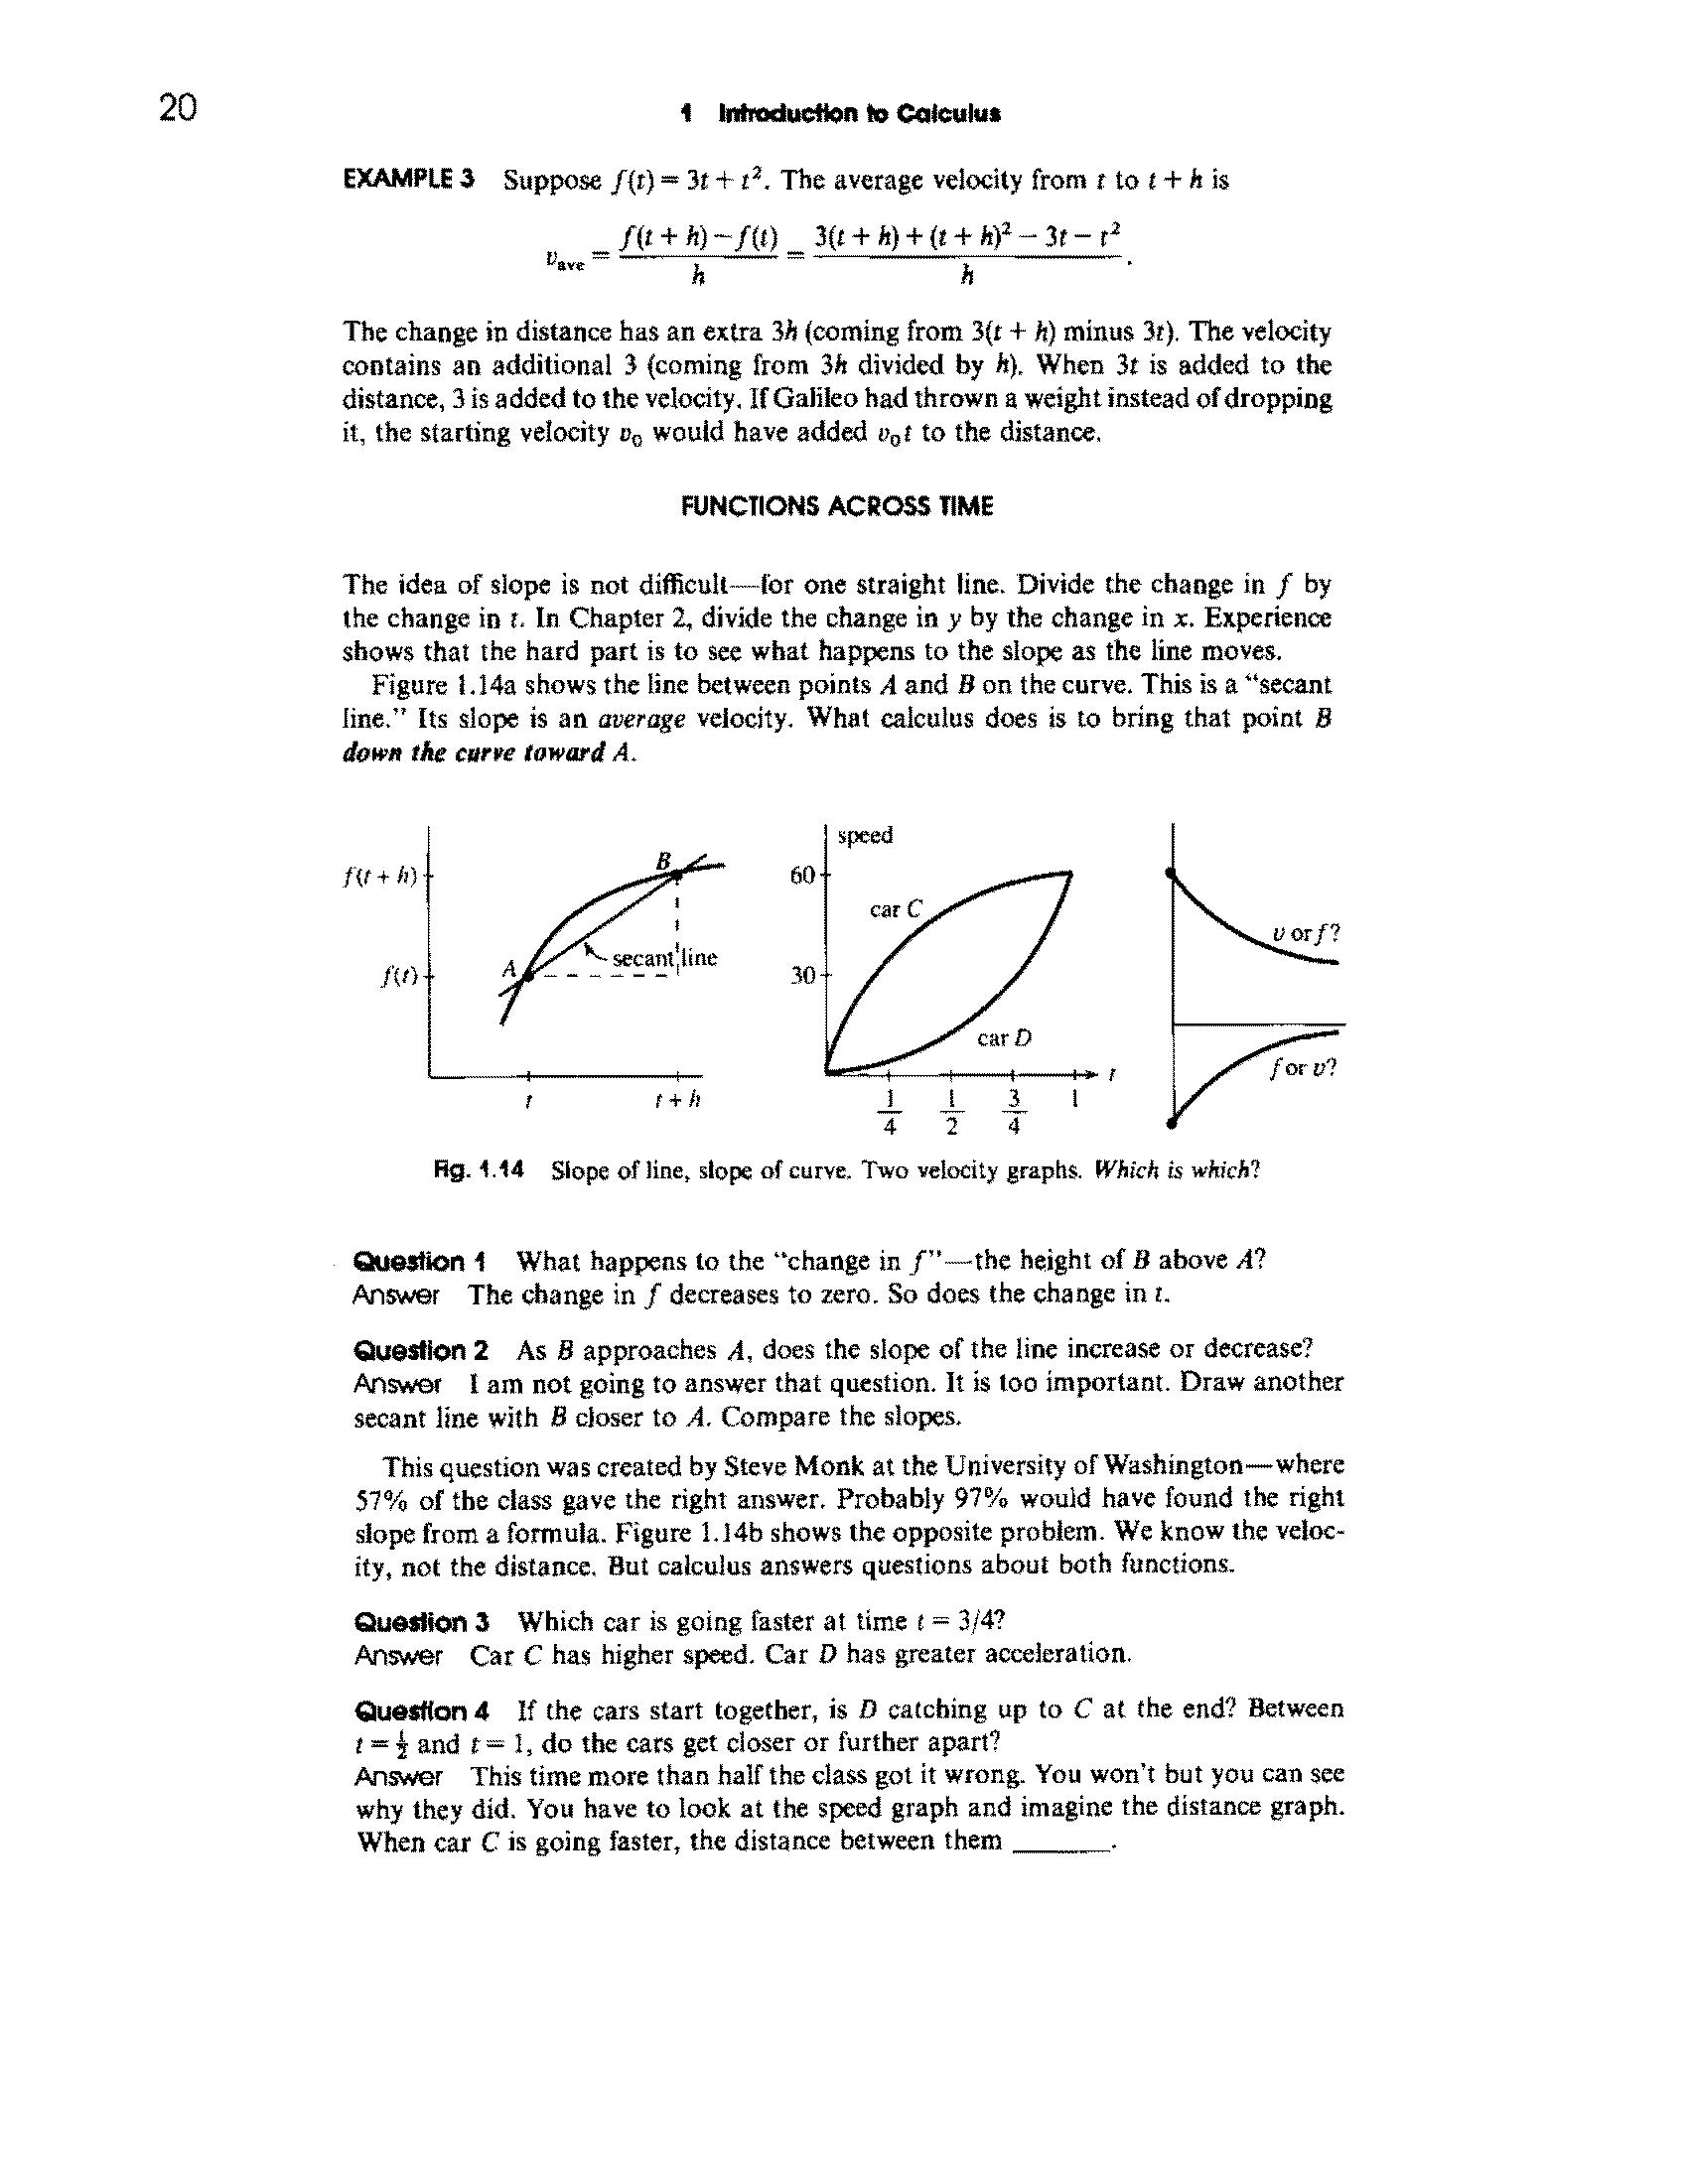 20
1 Introduction to Calculus
EXAMPLE 3 Suppose f(t) = 3t + t². The average velocity from t to t + h is
v_ave = (f(t + h) − f(t))/h = (3(t + h) + (t + h)² − 3t − t²)/h.
The change in distance has an extra 3h (coming from 3(t + h) minus 3t). The velocity
contains an additional 3 (coming from 3h divided by h). When 3t is added to the
distance, 3 is added to the velocity. If Galileo had thrown a weight instead of dropping
it, the starting velocity v₀ would have added v₀t to the distance.
FUNCTIONS ACROSS TIME
The idea of slope is not difficult—for one straight line. Divide the change in f by
the change in t. In Chapter 2, divide the change in y by the change in x. Experience
shows that the hard part is to see what happens to the slope as the line moves.
Figure 1.14a shows the line between points A and B on the curve. This is a “secant
line.” Its slope is an average velocity. What calculus does is to bring that point B
down the curve toward A.
f(t + h)
B
f(t)
A
secant line
t
t + h
speed
60
car C
30
car D
t
1/4
1/2
3/4
1
v or f?
f or v?
Fig. 1.14 Slope of line, slope of curve. Two velocity graphs. Which is which?
Question 1 What happens to the “change in f”—the height of B above A?
Answer The change in f decreases to zero. So does the change in t.
Question 2 As B approaches A, does the slope of the line increase or decrease?
Answer I am not going to answer that question. It is too important. Draw another
secant line with B closer to A. Compare the slopes.
This question was created by Steve Monk at the University of Washington—where
57% of the class gave the right answer. Probably 97% would have found the right
slope from a formula. Figure 1.14b shows the opposite problem. We know the veloc-
ity, not the distance. But calculus answers questions about both functions.
Question 3 Which car is going faster at time t = 3/4?
Answer Car C has higher speed. Car D has greater acceleration.
Question 4 If the cars start together, is D catching up to C at the end? Between
t = ½ and t = 1, do the cars get closer or further apart?
Answer This time more than half the class got it wrong. You won't but you can see
why they did. You have to look at the speed graph and imagine the distance graph.
When car C is going faster, the distance between them ______.